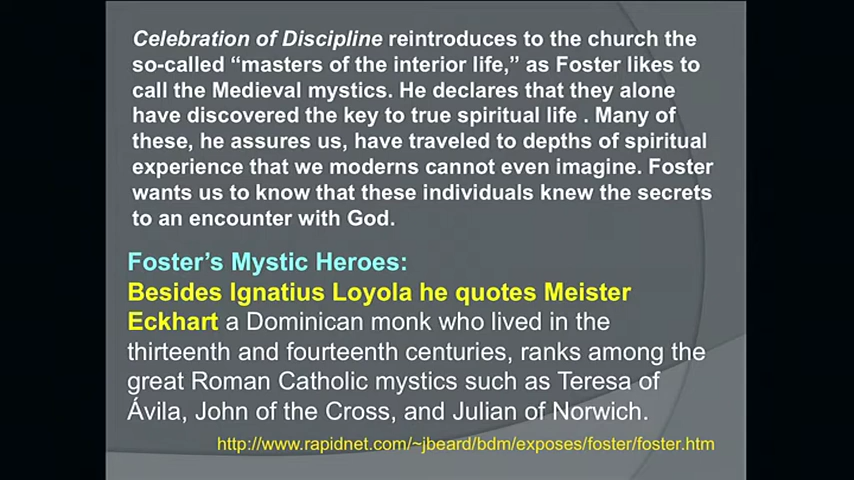 Celebration of Discipline reintroduces to the church the
so-called “masters of the interior life,” as Foster likes to
call the Medieval mystics. He declares that they alone
have discovered the key to true spiritual life . Many of
these, he assures us, have traveled to depths of spiritual
experience that we moderns cannot even imagine. Foster
wants us to know that these individuals knew the secrets
to an encounter with God.
Foster’s Mystic Heroes:
Besides Ignatius Loyola he quotes Meister
Eckhart a Dominican monk who lived in the
thirteenth and fourteenth centuries, ranks among the
great Roman Catholic mystics such as Teresa of
Ávila, John of the Cross, and Julian of Norwich.
http://www.rapidnet.com/~jbeard/bdm/exposes/foster/foster.htm